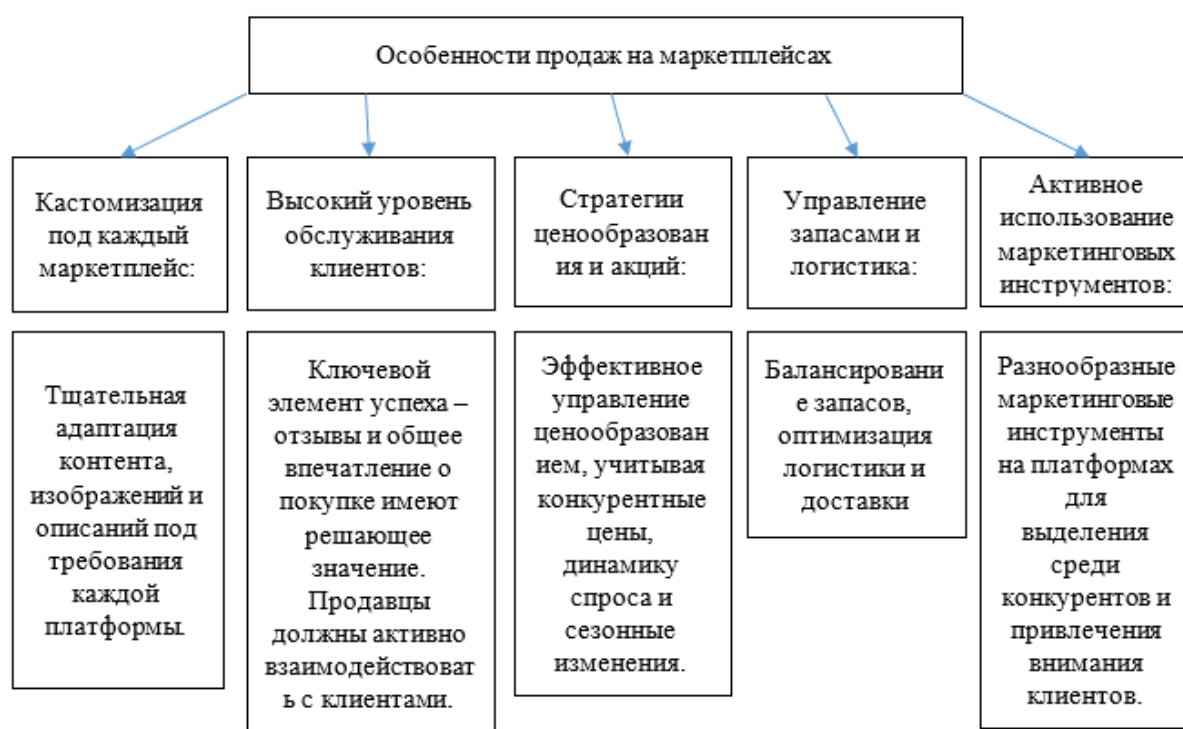 Особенности продаж на маркетплейсах
Кастомизация
под каждый
маркетплейс:
Высокий уровень
обслуживания
клиентов:
Стратегии
ценообразован
ия и акций:
Управление
запасами и
логистика:
Активное
использование
маркетинговых
инструментов:
Тщательная
адаптация
контента,
изображений и
описаний под
требования
каждой
платформы.
Ключевой
элемент успеха –
отзывы и общее
впечатление о
покупке имеют
решающее
значение.
Продавцы
должны активно
взаимодействоват
ь с клиентами.
Эффективное
управление
ценообразован
ием, учитывая
конкурентные
цены,
динамику
спроса и
сезонные
изменения.
Балансировани
е запасов,
оптимизация
логистики и
доставки
Разнообразные
маркетинговые
инструменты
на платформах
для
выделения
среди
конкурентов и
привлечения
внимания
клиентов.